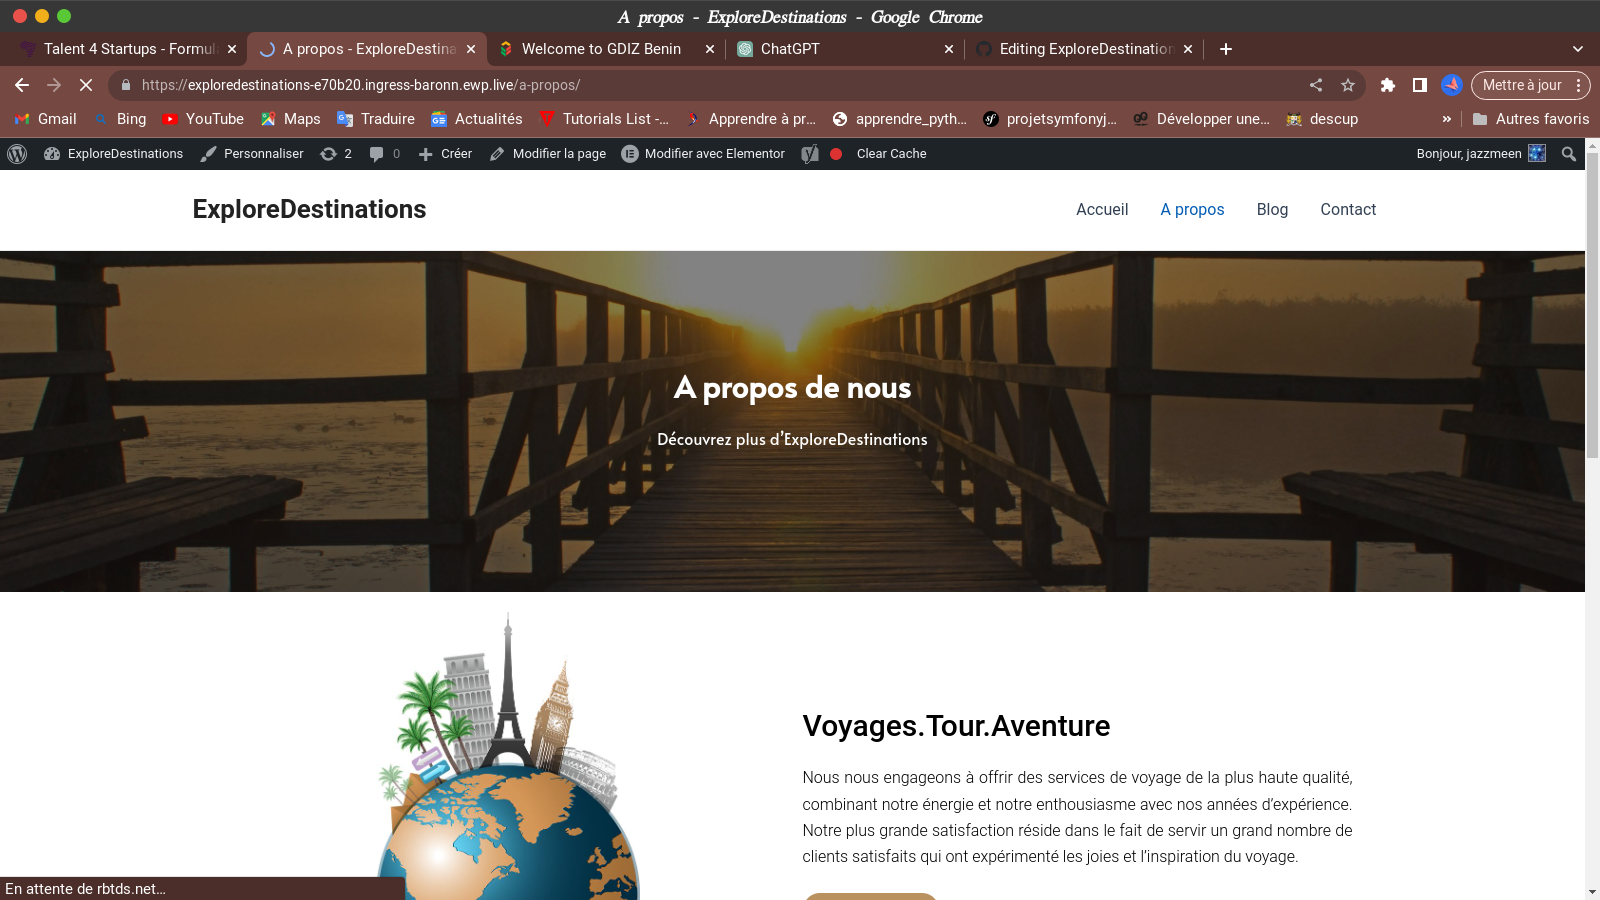 A propos - ExploreDestinations - Google Chrome
Talent 4 Startups - Formul
A propos - ExploreDestina
Welcome to GDIZ Benin
ChatGPT
Editing ExploreDestination
https://exploredestinations-e70b20.ingress-baronn.ewp.live/a-propos/
Mettre à jour
Gmail
Bing
YouTube
Maps
Traduire
Actualités
Tutorials List -...
Apprendre à pr...
apprendre_pyth...
projetsymfonyj...
Développer une...
descup
»
Autres favoris
ExploreDestinations
Personnaliser
2
0
Créer
Modifier la page
Modifier avec Elementor
Clear Cache
Bonjour, jazzmeen
ExploreDestinations
Accueil
A propos
Blog
Contact
A propos de nous
Découvrez plus d’ExploreDestinations
Voyages.Tour.Aventure
Nous nous engageons à offrir des services de voyage de la plus haute qualité,
combinant notre énergie et notre enthousiasme avec nos années d’expérience.
Notre plus grande satisfaction réside dans le fait de servir un grand nombre de
clients satisfaits qui ont expérimenté les joies et l’inspiration du voyage.
En attente de rbtds.net...